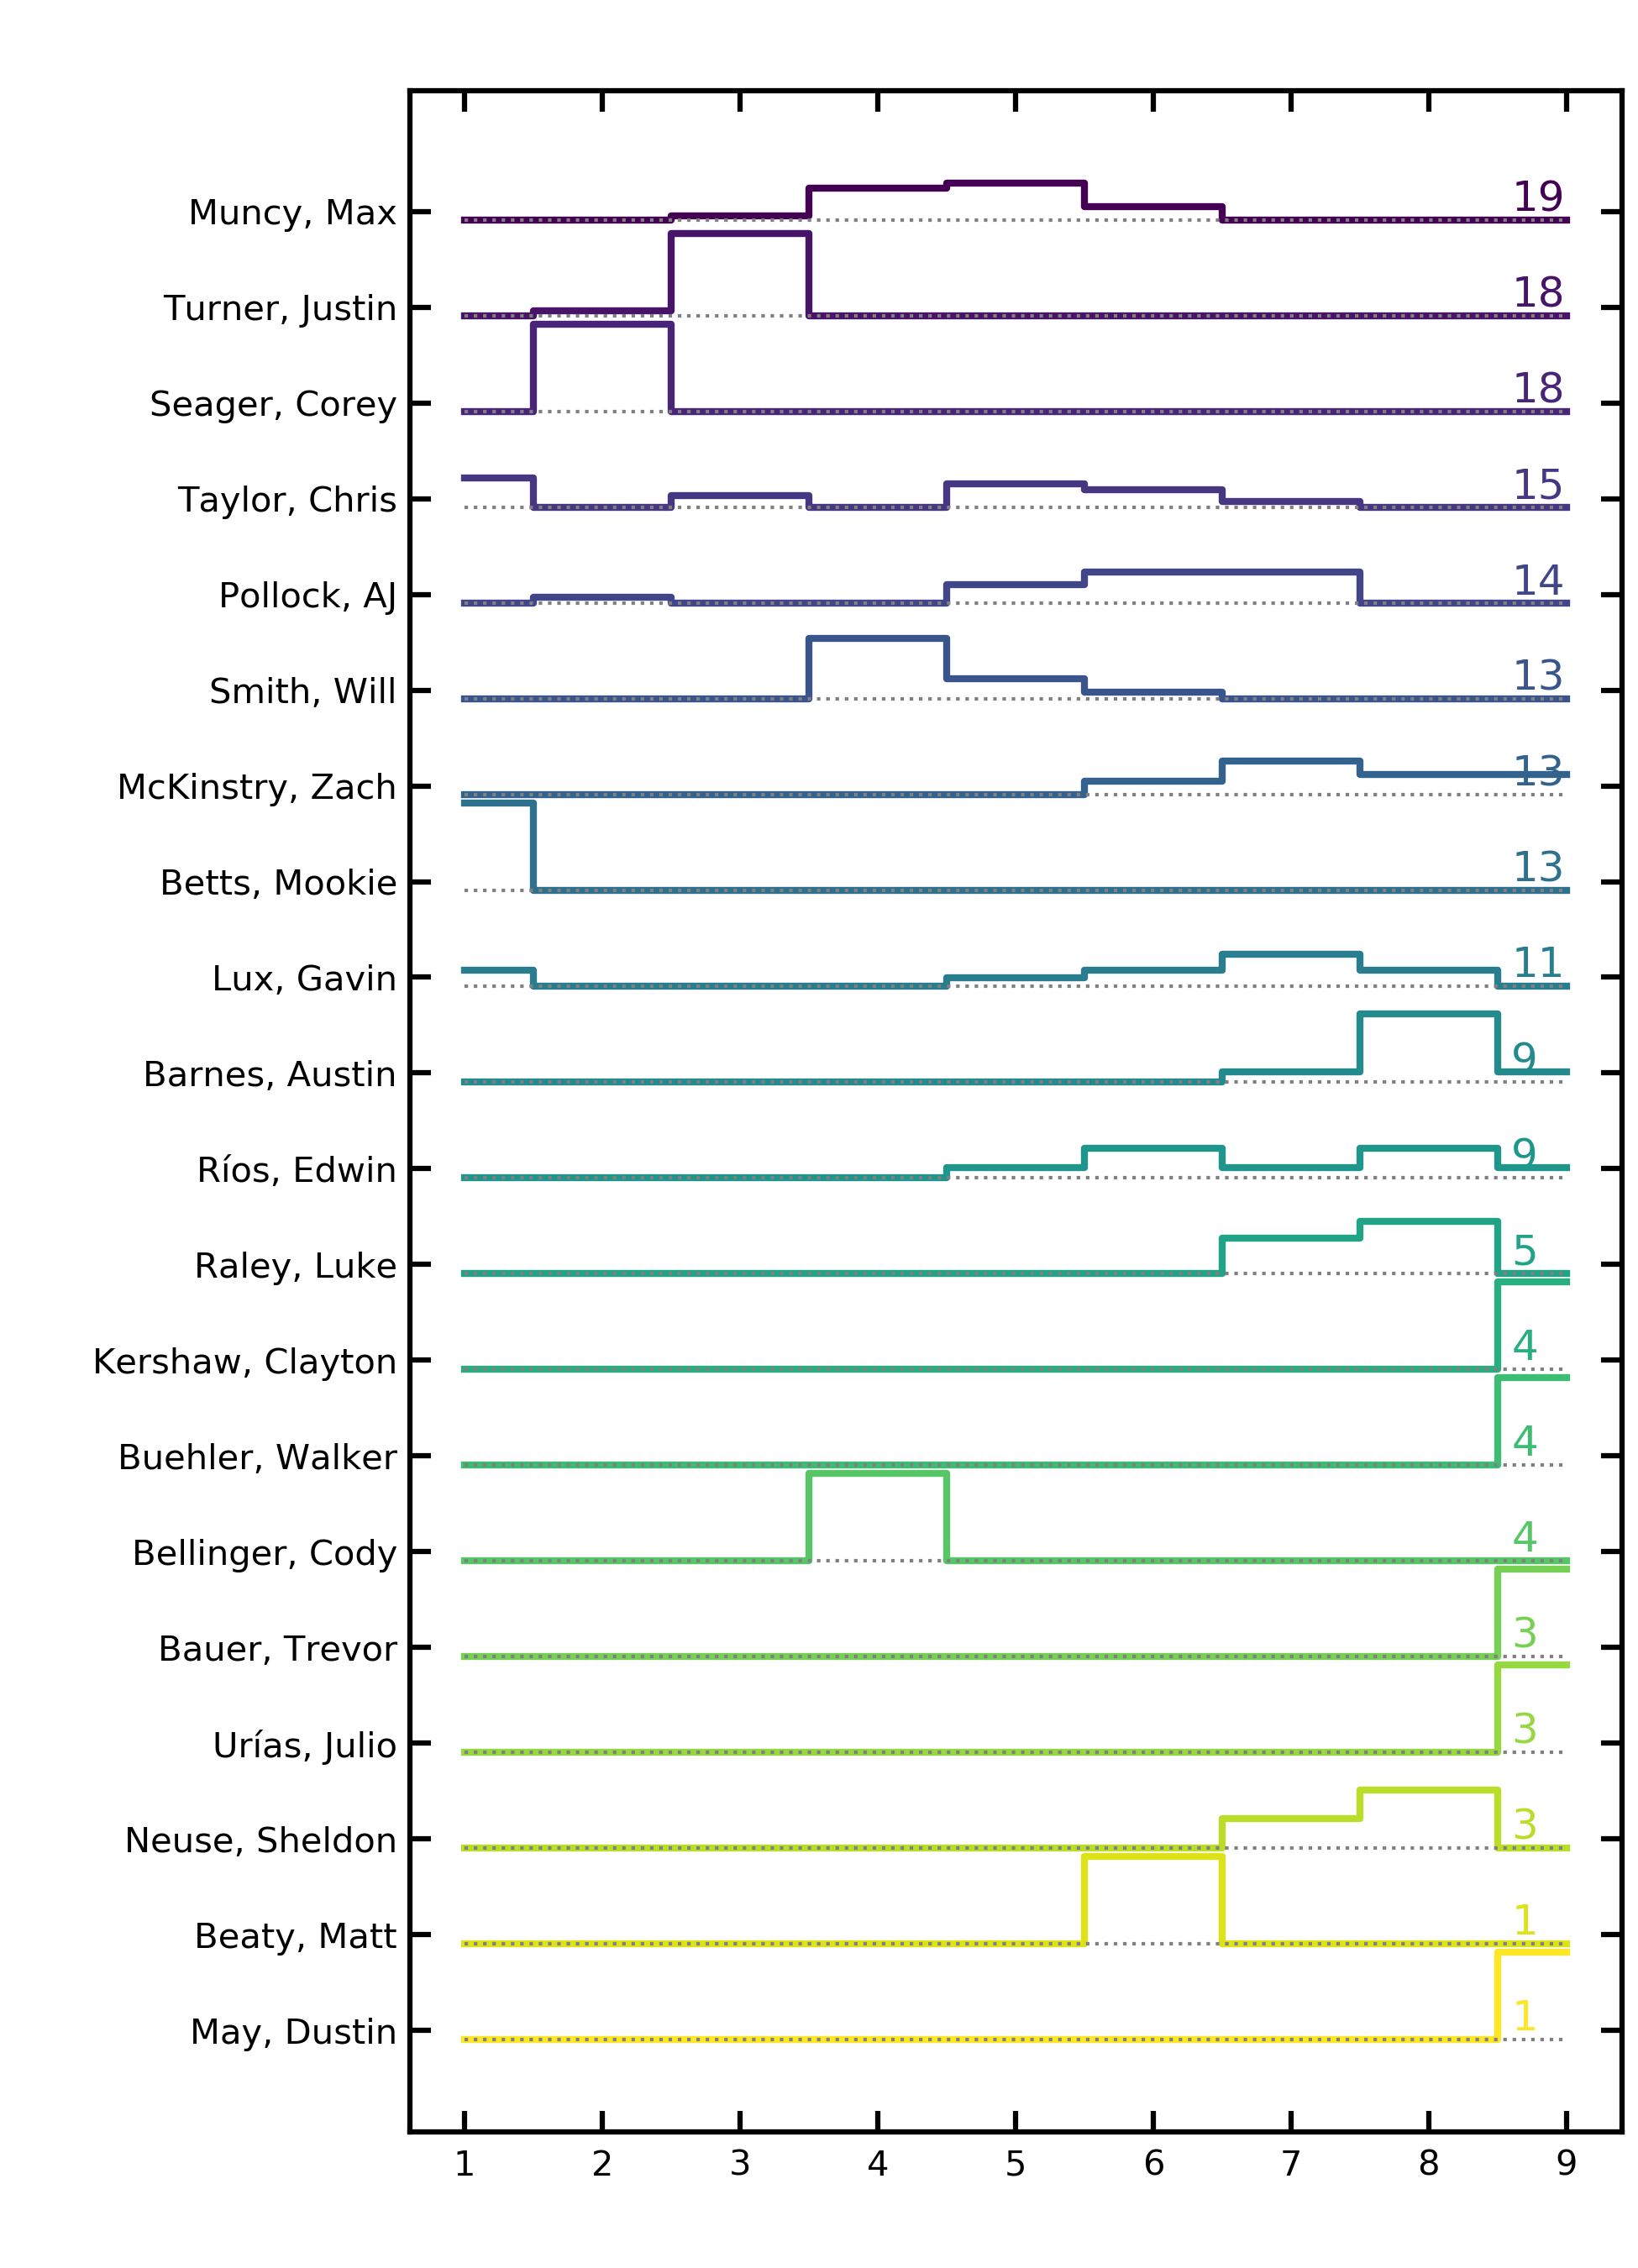 Muncy, Max 19
Turner, Justin 18
Seager, Corey 18
Taylor, Chris 15
Pollock, AJ 14
Smith, Will 13
McKinstry, Zach 13
Betts, Mookie 13
Lux, Gavin 11
Barnes, Austin 9
Ríos, Edwin 9
Raley, Luke 5
Kershaw, Clayton 4
Buehler, Walker 4
Bellinger, Cody 4
Bauer, Trevor 3
Urías, Julio 3
Neuse, Sheldon 3
Beaty, Matt 1
May, Dustin 1
1 2 3 4 5 6 7 8 9